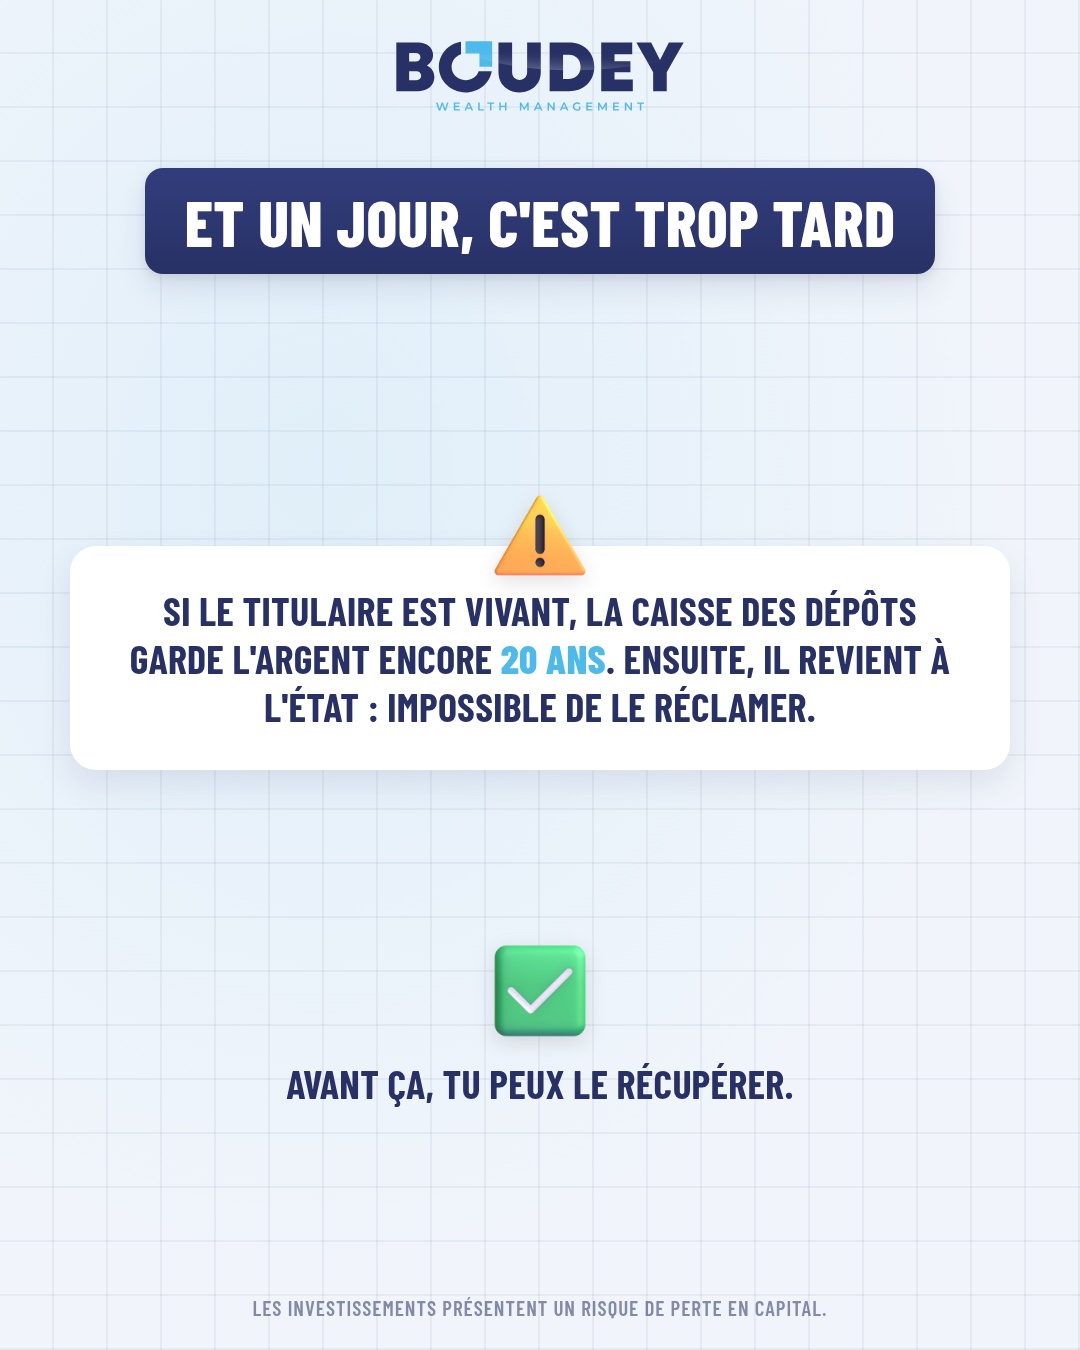 BOUDEY
WEALTH MANAGEMENT
ET UN JOUR, C'EST TROP TARD
SI LE TITULAIRE EST VIVANT, LA CAISSE DES DÉPÔTS
GARDE L'ARGENT ENCORE 20 ANS. ENSUITE, IL REVIENT À
L'ÉTAT : IMPOSSIBLE DE LE RÉCLAMER.
AVANT ÇA, TU PEUX LE RÉCUPÉRER.
LES INVESTISSEMENTS PRÉSENTENT UN RISQUE DE PERTE EN CAPITAL.